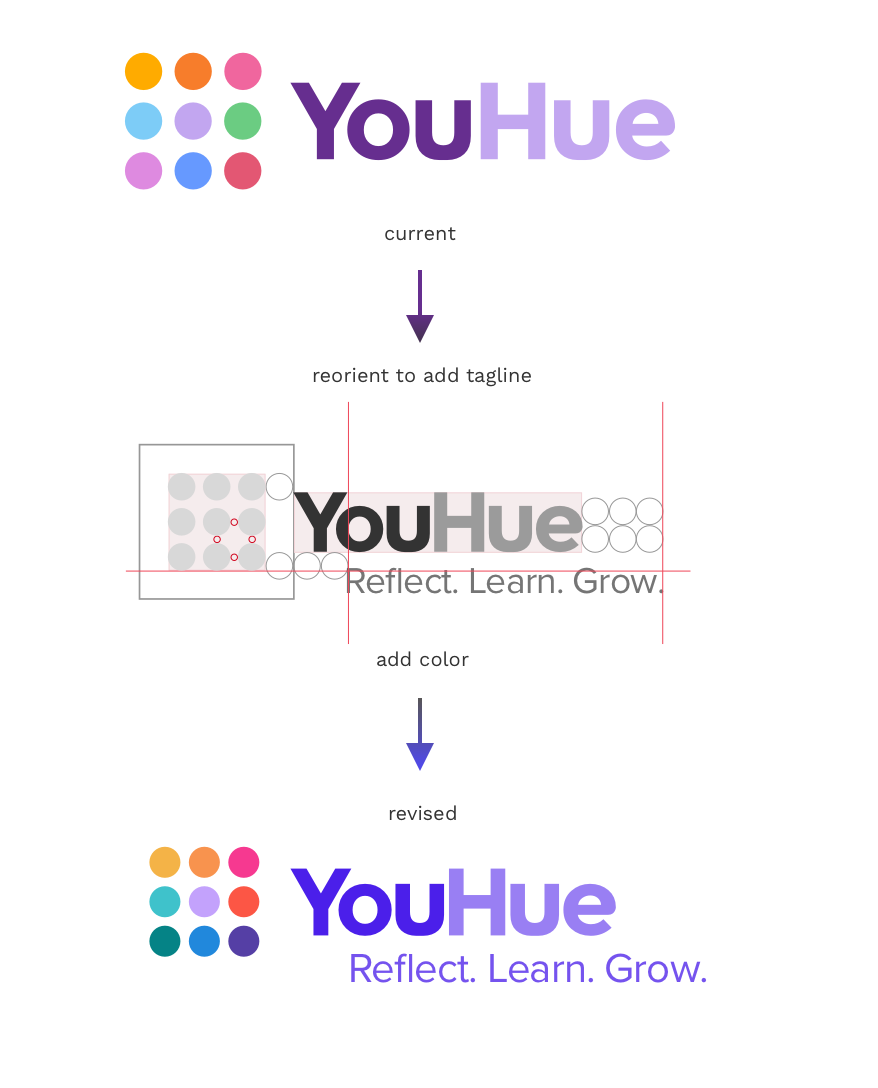 YouHue
current
reorient to add tagline
YouHue
Reflect. Learn. Grow.
add color
revised
YouHue
Reflect. Learn. Grow.